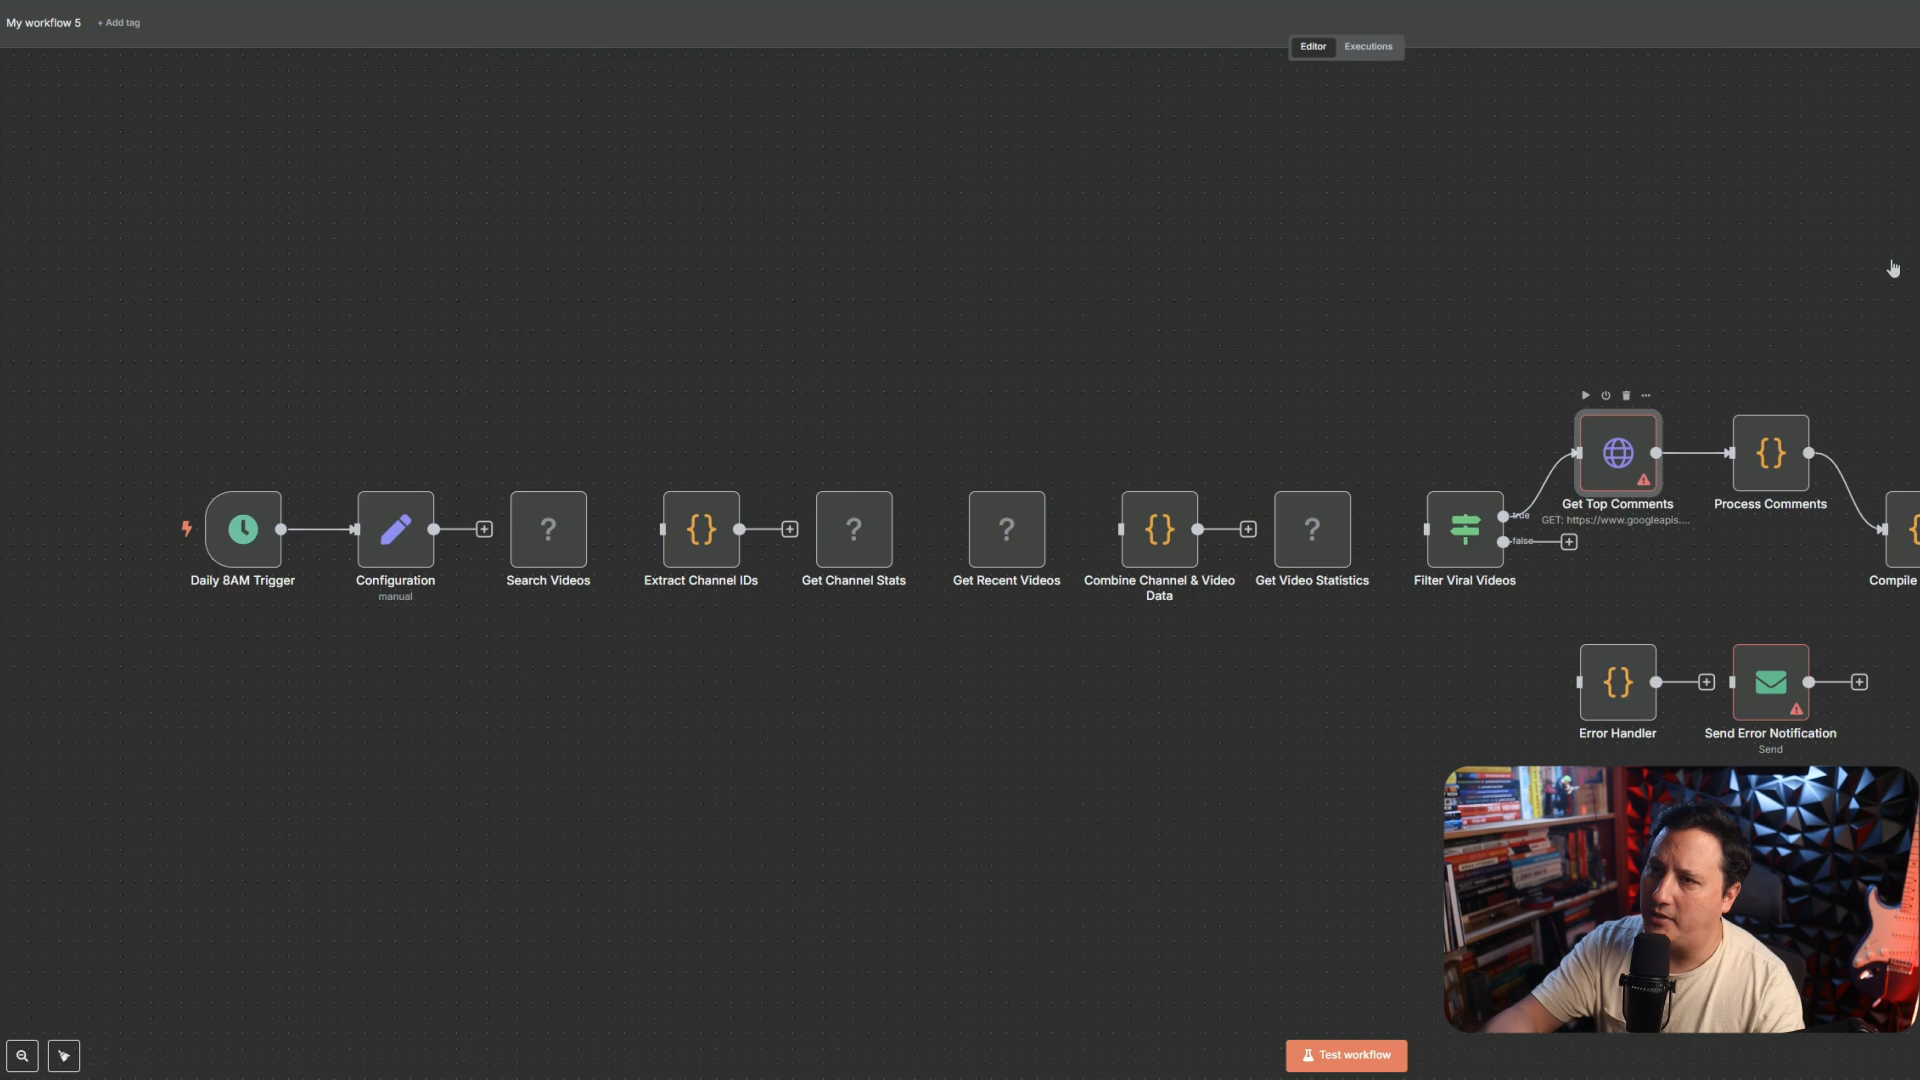 My workflow 5
+ Add tag
Editor
Executions
Get Top Comments
GET: https://www.googleapis....
Process Comments
true
false
Daily 8AM Trigger
Configuration
manual
Search Videos
Extract Channel IDs
Get Channel Stats
Get Recent Videos
Combine Channel & Video
Data
Get Video Statistics
Filter Viral Videos
Compile
Error Handler
Send Error Notification
Send
Test workflow